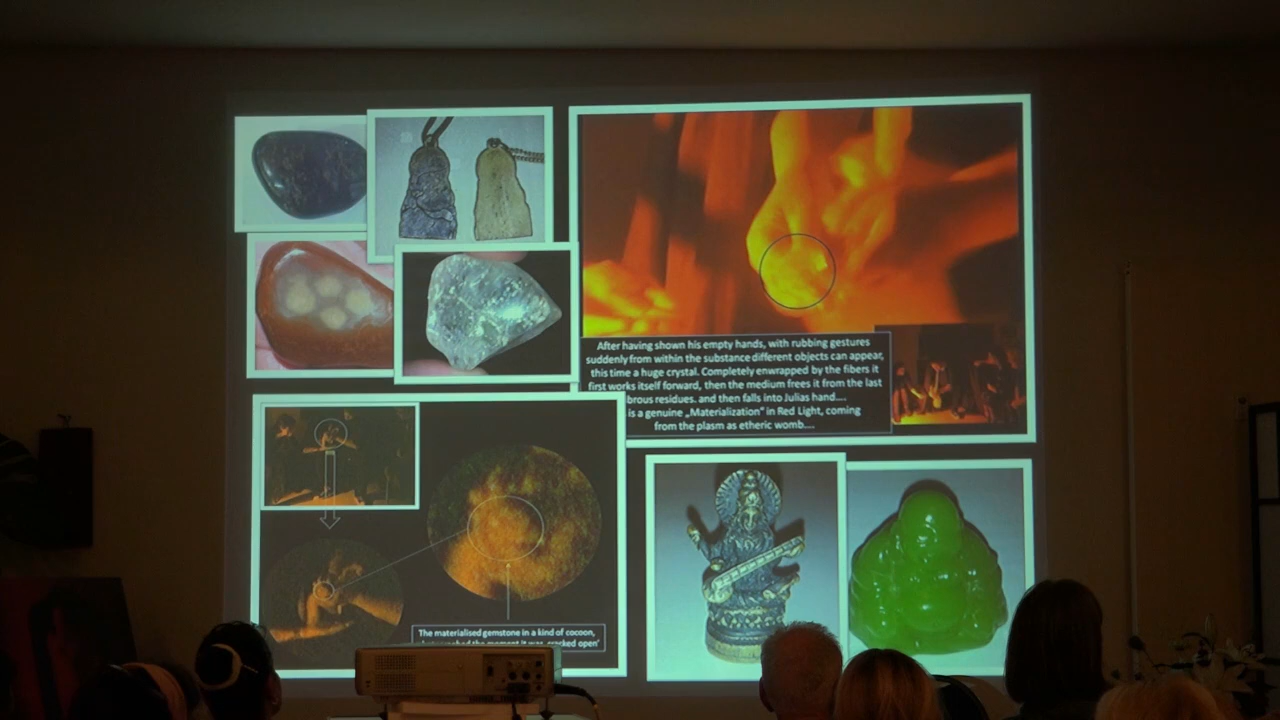 After having shown his empty hands, with rubbing gestures
suddenly from within the substance different objects can appear,
this time a huge crystal. Completely enwrapped by the fibers it
first works itself forward, then the medium frees it from the last
brous residues. and then falls into Julias hand....
is a genuine „Materialization" in Red Light, coming
from the plasm as etheric womb....
The materialised gemstone in a kind of cocoon,
the moment it was 'cracked open'